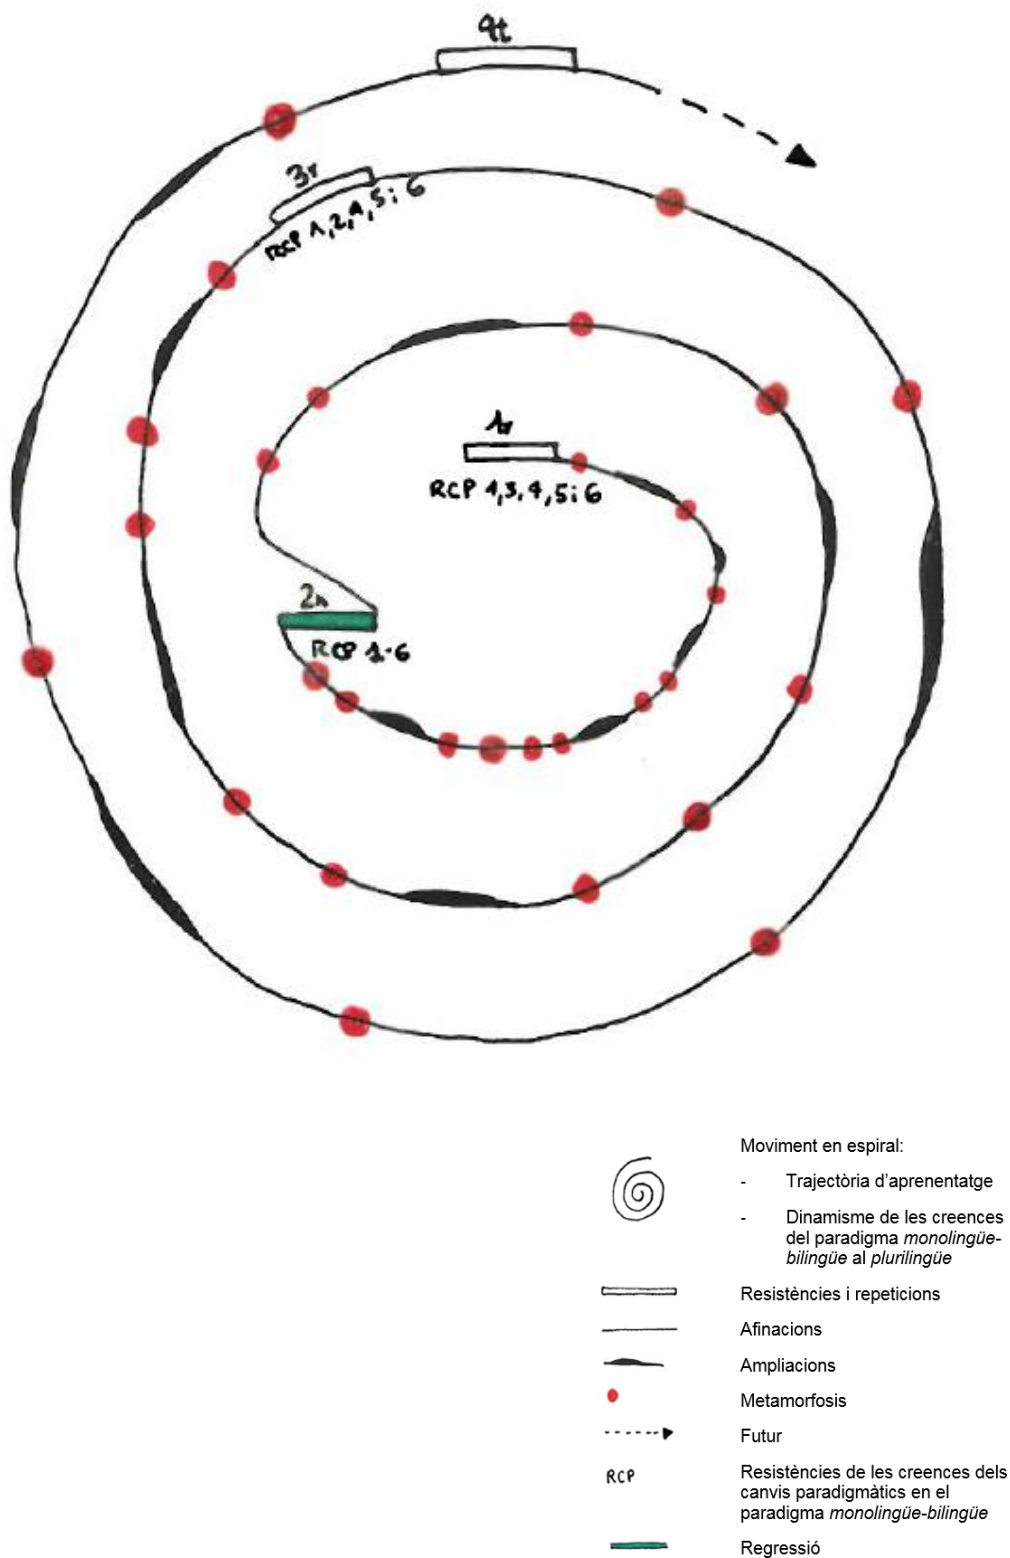 4t
3r
RCP 1,2,4,5 i 6
1r
RCP 1,3,4,5 i 6
2n
RCP 1-6
Moviment en espiral:
- Trajectòria d'aprenentatge
- Dinamisme de les creences
del paradigma monolingüe-
bilingüe al plurilingüe
Resistències i repeticions
Afinacions
Ampliacions
Metamorfosis
Futur
RCP
Resistències de les creences dels
canvis paradigmàtics en el
paradigma monolingüe-bilingüe
Regressió